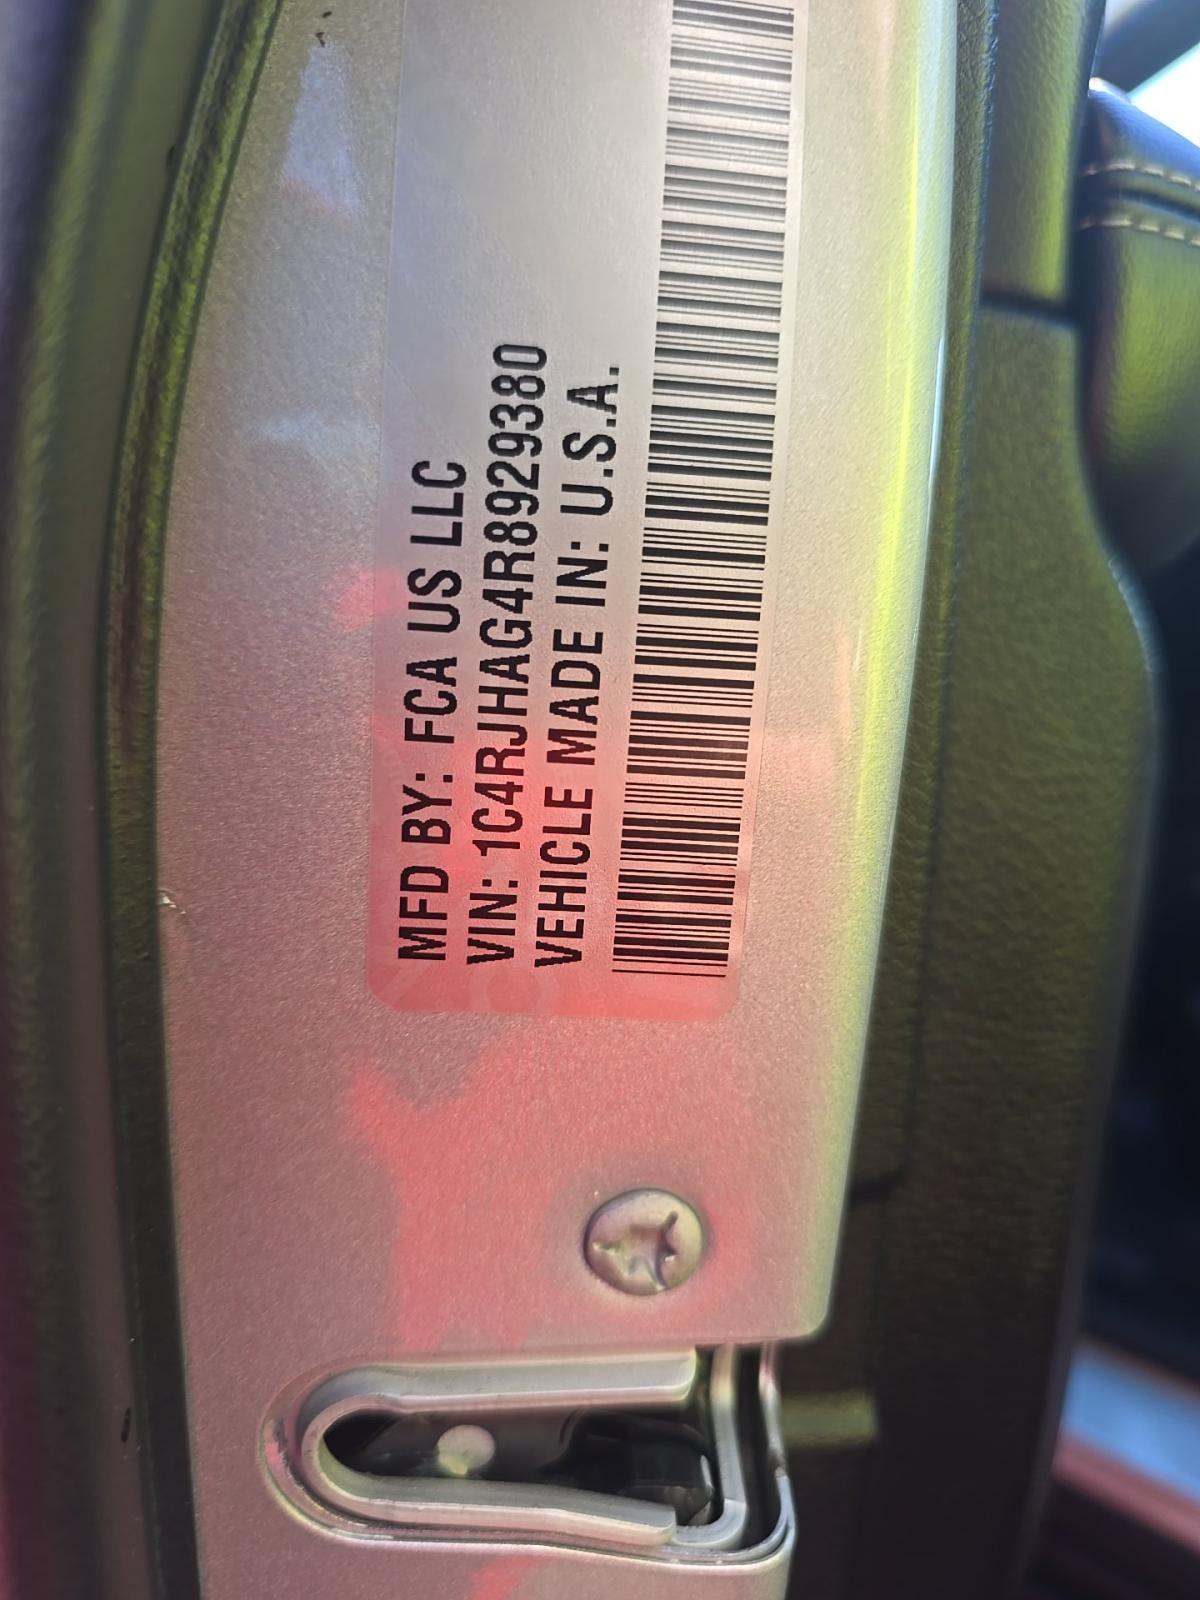 MFD BY: FCA US LLC
VIN: 1C4RJHAG4R8929380
VEHICLE MADE IN: U.S.A.